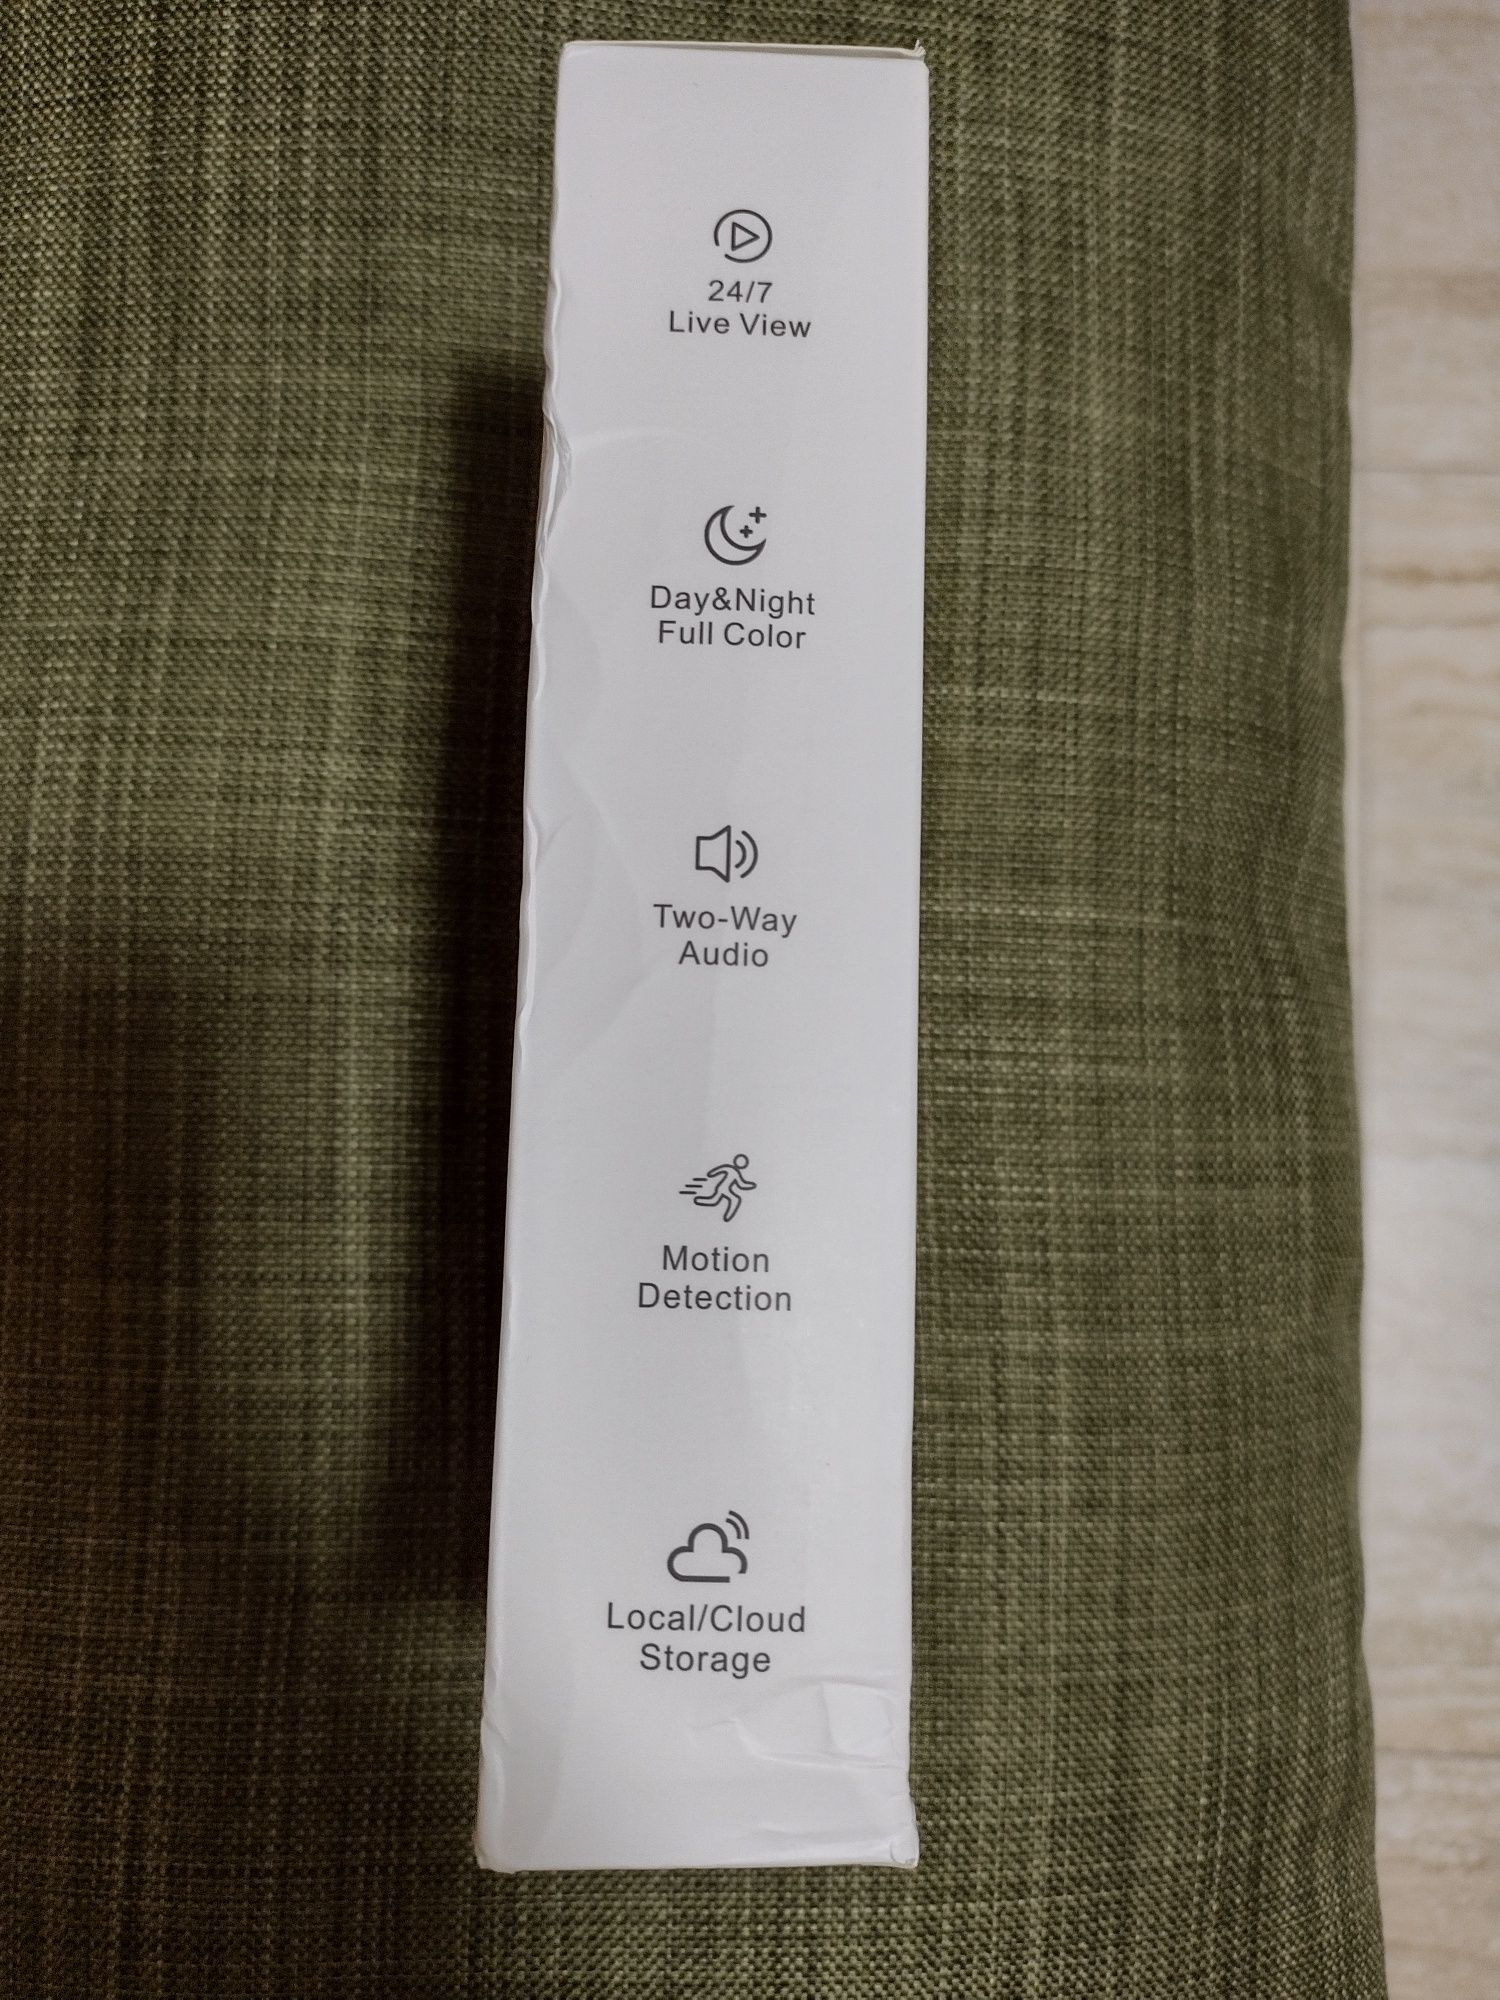 24/7
Live View
Day&Night
Full Color
Two-Way
Audio
Motion
Detection
Local/Cloud
Storage